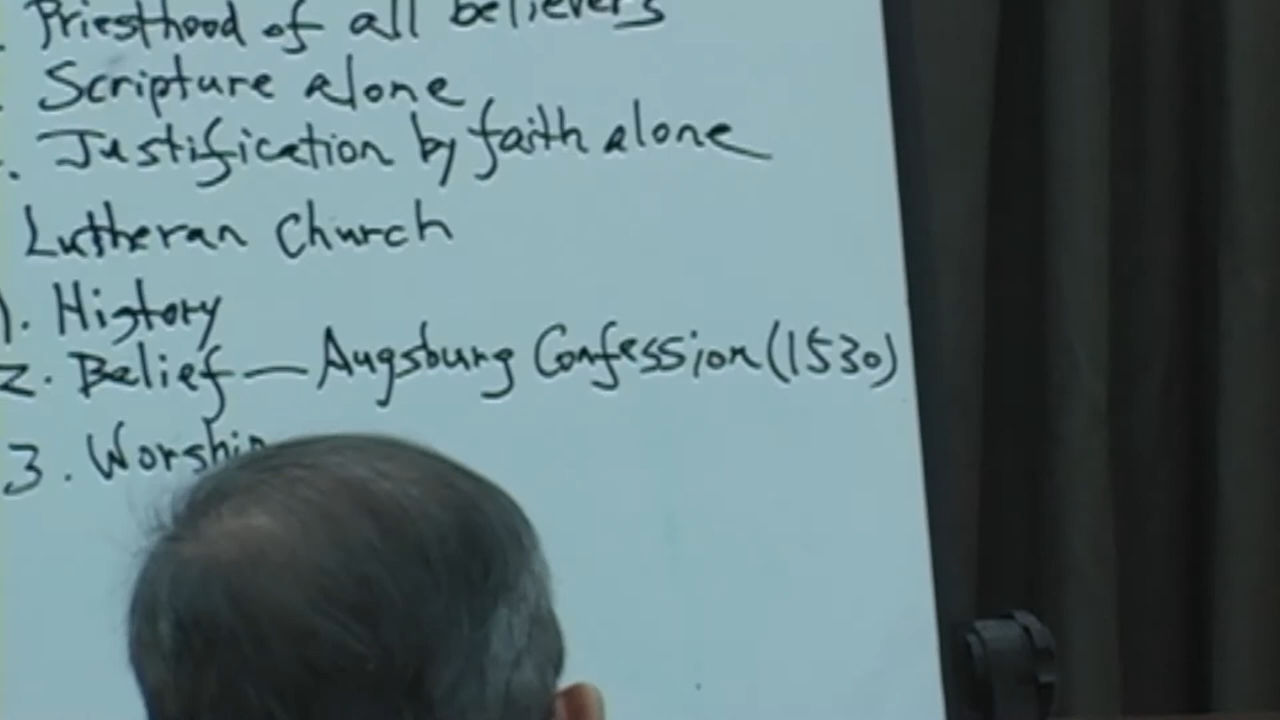 . Priesthood of all believers
. Scripture alone
. Justification by faith alone
Lutheran Church
1. History
2. Belief — Augsburg Confession (1530)
3. Worship